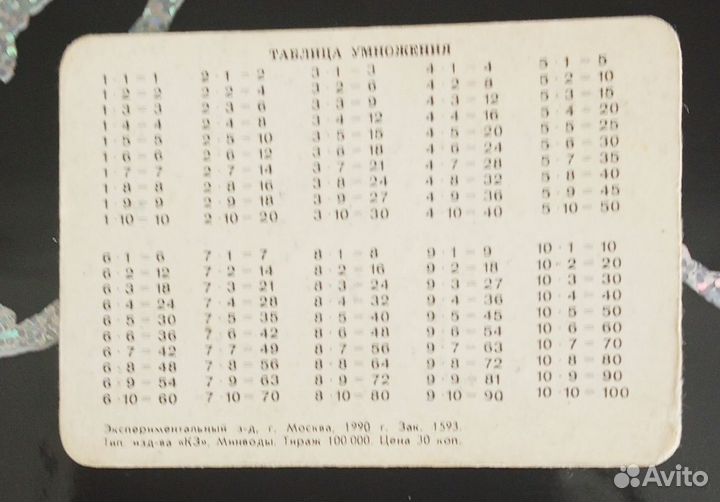 ТАБЛИЦА УМНОЖЕНИЯ
1 · 1 = 1 2 · 1 = 2 3 · 1 = 3 4 · 1 = 4 5 · 1 = 5
1 · 2 = 2 2 · 2 = 4 3 · 2 = 6 4 · 2 = 8 5 · 2 = 10
1 · 3 = 3 2 · 3 = 6 3 · 3 = 9 4 · 3 = 12 5 · 3 = 15
1 · 4 = 4 2 · 4 = 8 3 · 4 = 12 4 · 4 = 16 5 · 4 = 20
1 · 5 = 5 2 · 5 = 10 3 · 5 = 15 4 · 5 = 20 5 · 5 = 25
1 · 6 = 6 2 · 6 = 12 3 · 6 = 18 4 · 6 = 24 5 · 6 = 30
1 · 7 = 7 2 · 7 = 14 3 · 7 = 21 4 · 7 = 28 5 · 7 = 35
1 · 8 = 8 2 · 8 = 16 3 · 8 = 24 4 · 8 = 32 5 · 8 = 40
1 · 9 = 9 2 · 9 = 18 3 · 9 = 27 4 · 9 = 36 5 · 9 = 45
1 · 10 = 10 2 · 10 = 20 3 · 10 = 30 4 · 10 = 40 5 · 10 = 50
6 · 1 = 6 7 · 1 = 7 8 · 1 = 8 9 · 1 = 9 10 · 1 = 10
6 · 2 = 12 7 · 2 = 14 8 · 2 = 16 9 · 2 = 18 10 · 2 = 20
6 · 3 = 18 7 · 3 = 21 8 · 3 = 24 9 · 3 = 27 10 · 3 = 30
6 · 4 = 24 7 · 4 = 28 8 · 4 = 32 9 · 4 = 36 10 · 4 = 40
6 · 5 = 30 7 · 5 = 35 8 · 5 = 40 9 · 5 = 45 10 · 5 = 50
6 · 6 = 36 7 · 6 = 42 8 · 6 = 48 9 · 6 = 54 10 · 6 = 60
6 · 7 = 42 7 · 7 = 49 8 · 7 = 56 9 · 7 = 63 10 · 7 = 70
6 · 8 = 48 7 · 8 = 56 8 · 8 = 64 9 · 8 = 72 10 · 8 = 80
6 · 9 = 54 7 · 9 = 63 8 · 9 = 72 9 · 9 = 81 10 · 9 = 90
6 · 10 = 60 7 · 10 = 70 8 · 10 = 80 9 · 10 = 90 10 · 10 = 100
Экспериментальный з-д, г. Москва, 1990 г. Зак. 1593.
Тип. изд-ва «КЗ», Минводы. Тираж 100.000. Цена 30 коп.
Avito